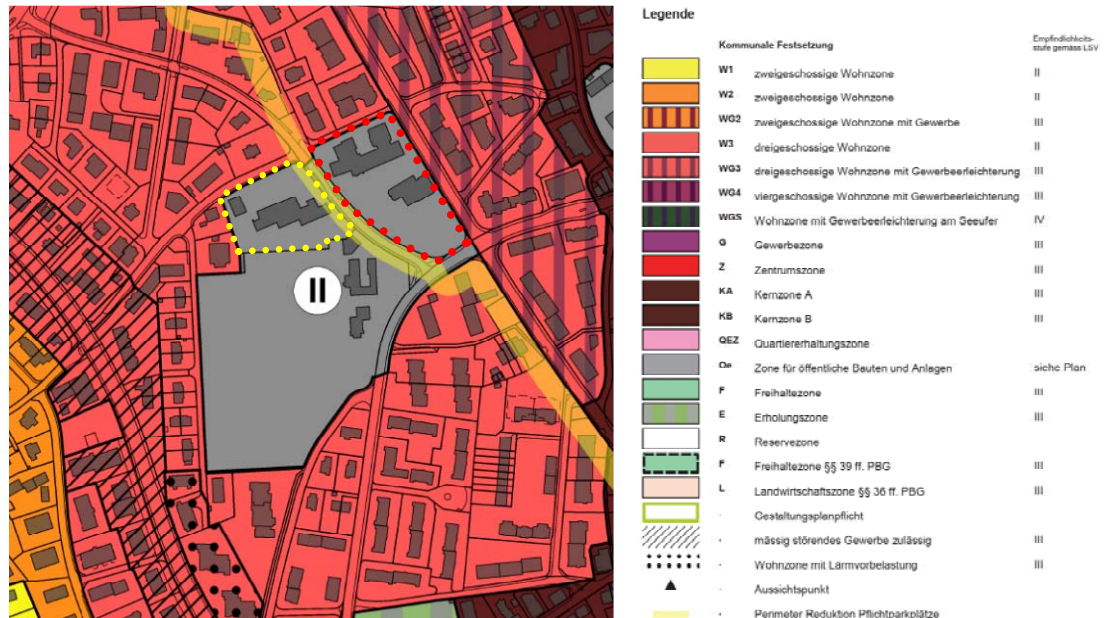 II
Legende
Kommunale Festsetzung
Empfindlichkeits-
stufe gemäss LSV
W1 zweigeschossige Wohnzone II
W2 zweigeschossige Wohnzone II
WG2 zweigeschossige Wohnzone mit Gewerbe III
W3 dreigeschossige Wohnzone II
WG3 dreigeschossige Wohnzone mit Gewerbeerleichterung III
WG4 viergeschossige Wohnzone mit Gewerbeerleichterung III
WGS Wohnzone mit Gewerbeerleichterung am Seeufer IV
G Gewerbezone III
Z Zentrumszone III
KA Kernzone A III
KB Kernzone B III
QEZ Quartiererhaltungszone
Oe Zone für öffentliche Bauten und Anlagen siehe Plan
F Freihaltezone III
E Erholungszone III
R Reservezone
F Freihaltezone §§ 39 ff. PBG III
L Landwirtschaftszone §§ 36 ff. PBG III
Gestaltungsplanpflicht
mässig störendes Gewerbe zulässig III
Wohnzone mit Lärmvorbelastung III
Aussichtspunkt
Perimeter Reduktion Pflichtparkplätze